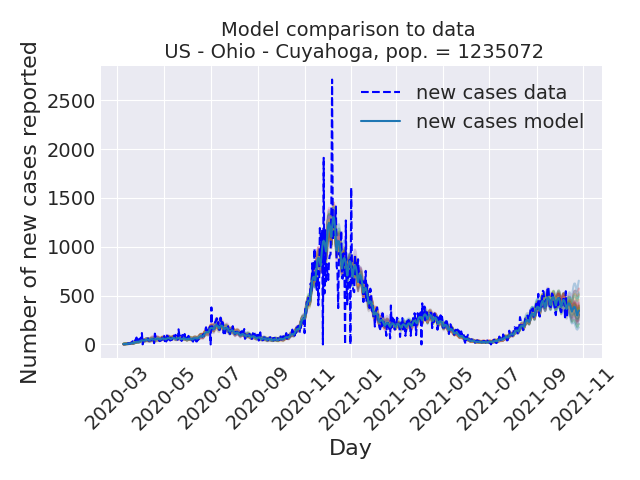 Model comparison to data
US - Ohio - Cuyahoga, pop. = 1235072
Number of new cases reported
2500
2000
1500
1000
500
0
new cases data
new cases model
2020-03
2020-05
2020-07
2020-09
2020-11
2021-01
2021-03
2021-05
2021-07
2021-09
2021-11
Day